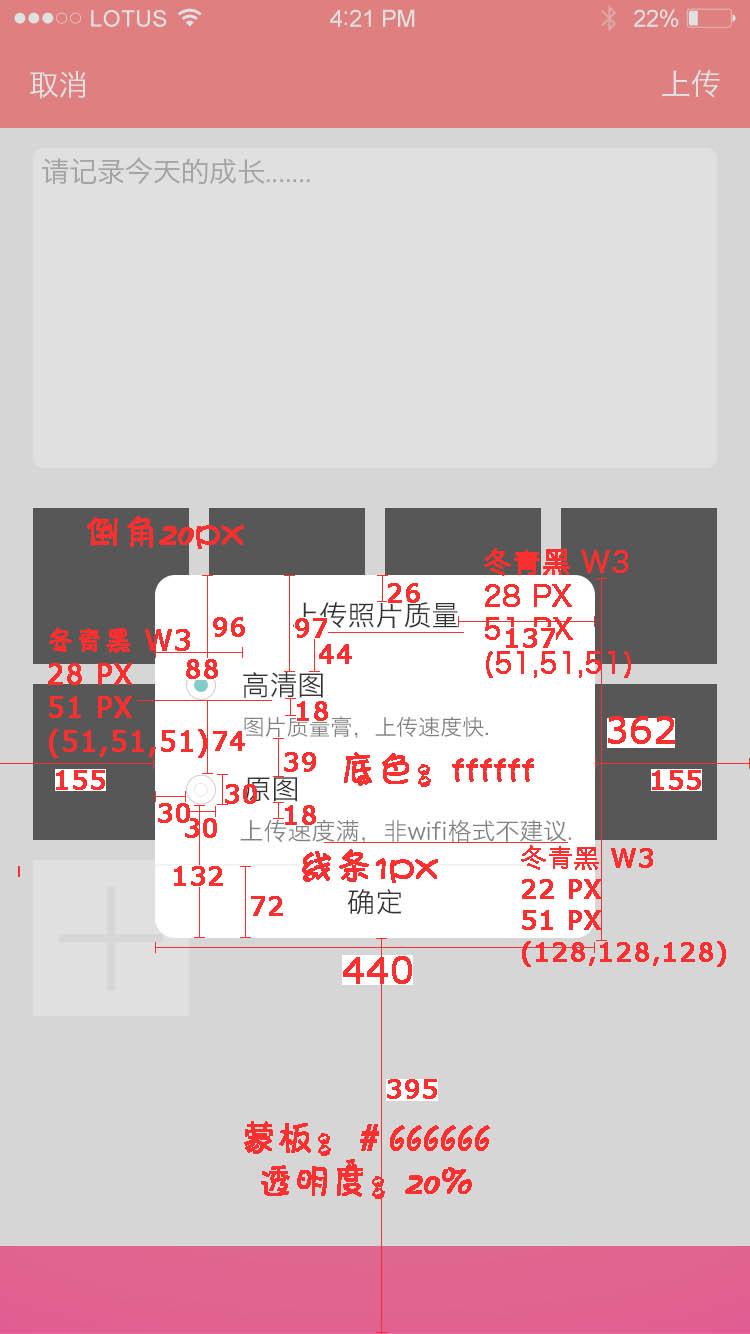 LOTUS 4:21 PM 22%
取消 上传
请记录今天的成长.......
倒角20px
冬青黑 W3
28 PX
51 PX
(51,51,51)
26
上传照片质量
137
96
97
44
冬青黑 W3
28 PX
51 PX
(51,51,51)
88
高清图
18
图片质量膏，上传速度快.
74
362
39
底色: ffffff
155
155
30
原图
30
30
18
上传速度满，非wifi格式不建议.
线条1px
冬青黑 W3
22 PX
51 PX
(128,128,128)
132
72
确定
440
395
蒙板: #666666
透明度: 20%